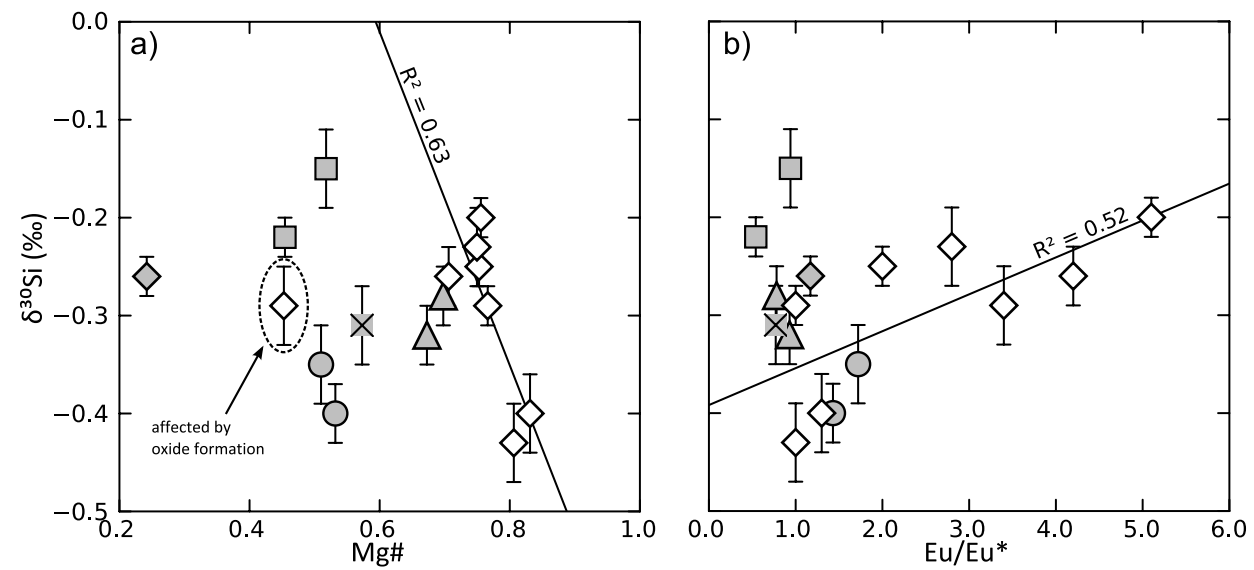 a)
0.0
−0.1
−0.2
−0.3
−0.4
−0.5
δ³⁰Si (‰)
R² = 0.63
affected by
oxide formation
0.2
0.4
0.6
0.8
1.0
Mg#
b)
R² = 0.52
0.0
1.0
2.0
3.0
4.0
5.0
6.0
Eu/Eu*